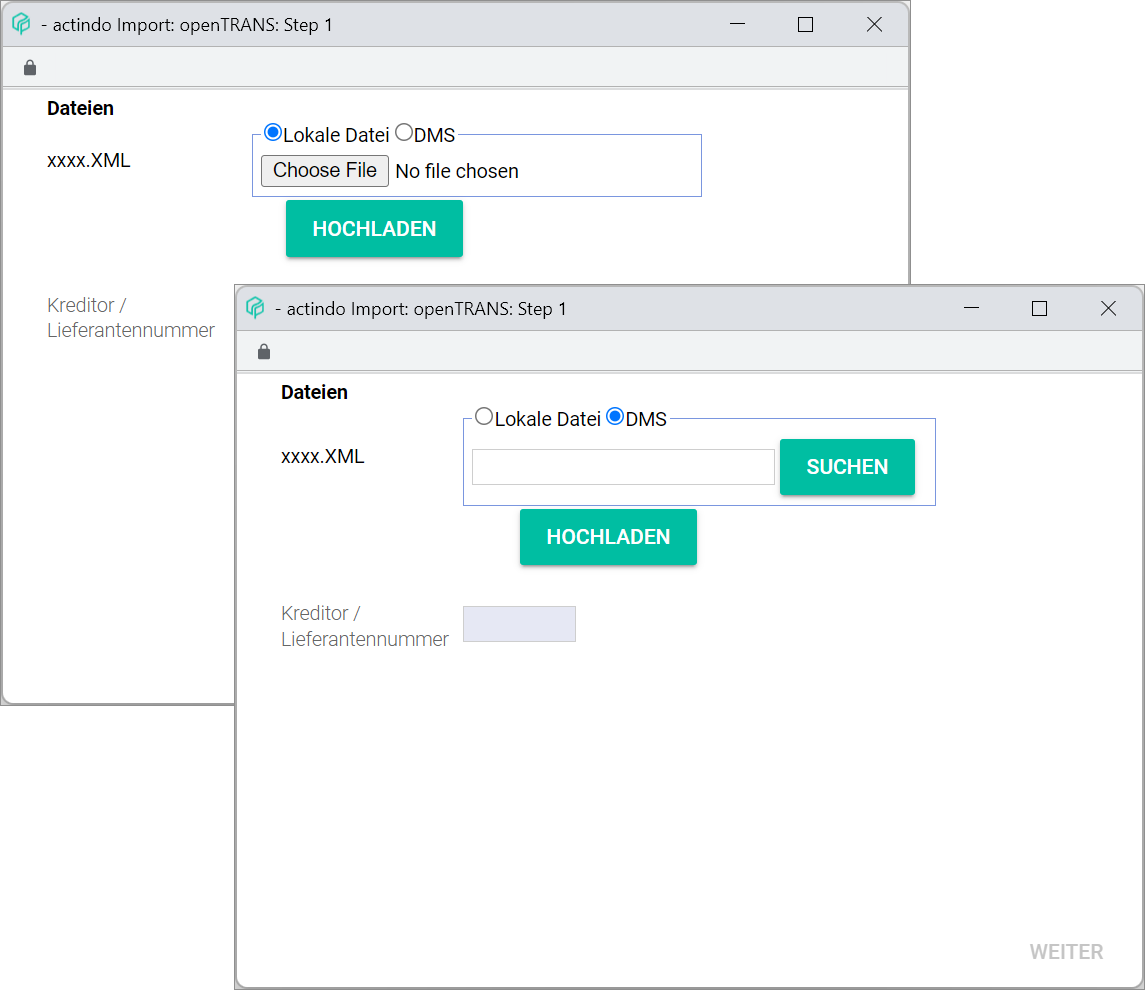 - actindo Import: openTRANS: Step 1
Dateien
Lokale Datei DMS
xxxx.XML
Choose File No file chosen
HOCHLADEN
Kreditor /
Lieferantennummer
- actindo Import: openTRANS: Step 1
Dateien
Lokale Datei DMS
xxxx.XML
SUCHEN
HOCHLADEN
Kreditor /
Lieferantennummer
WEITER